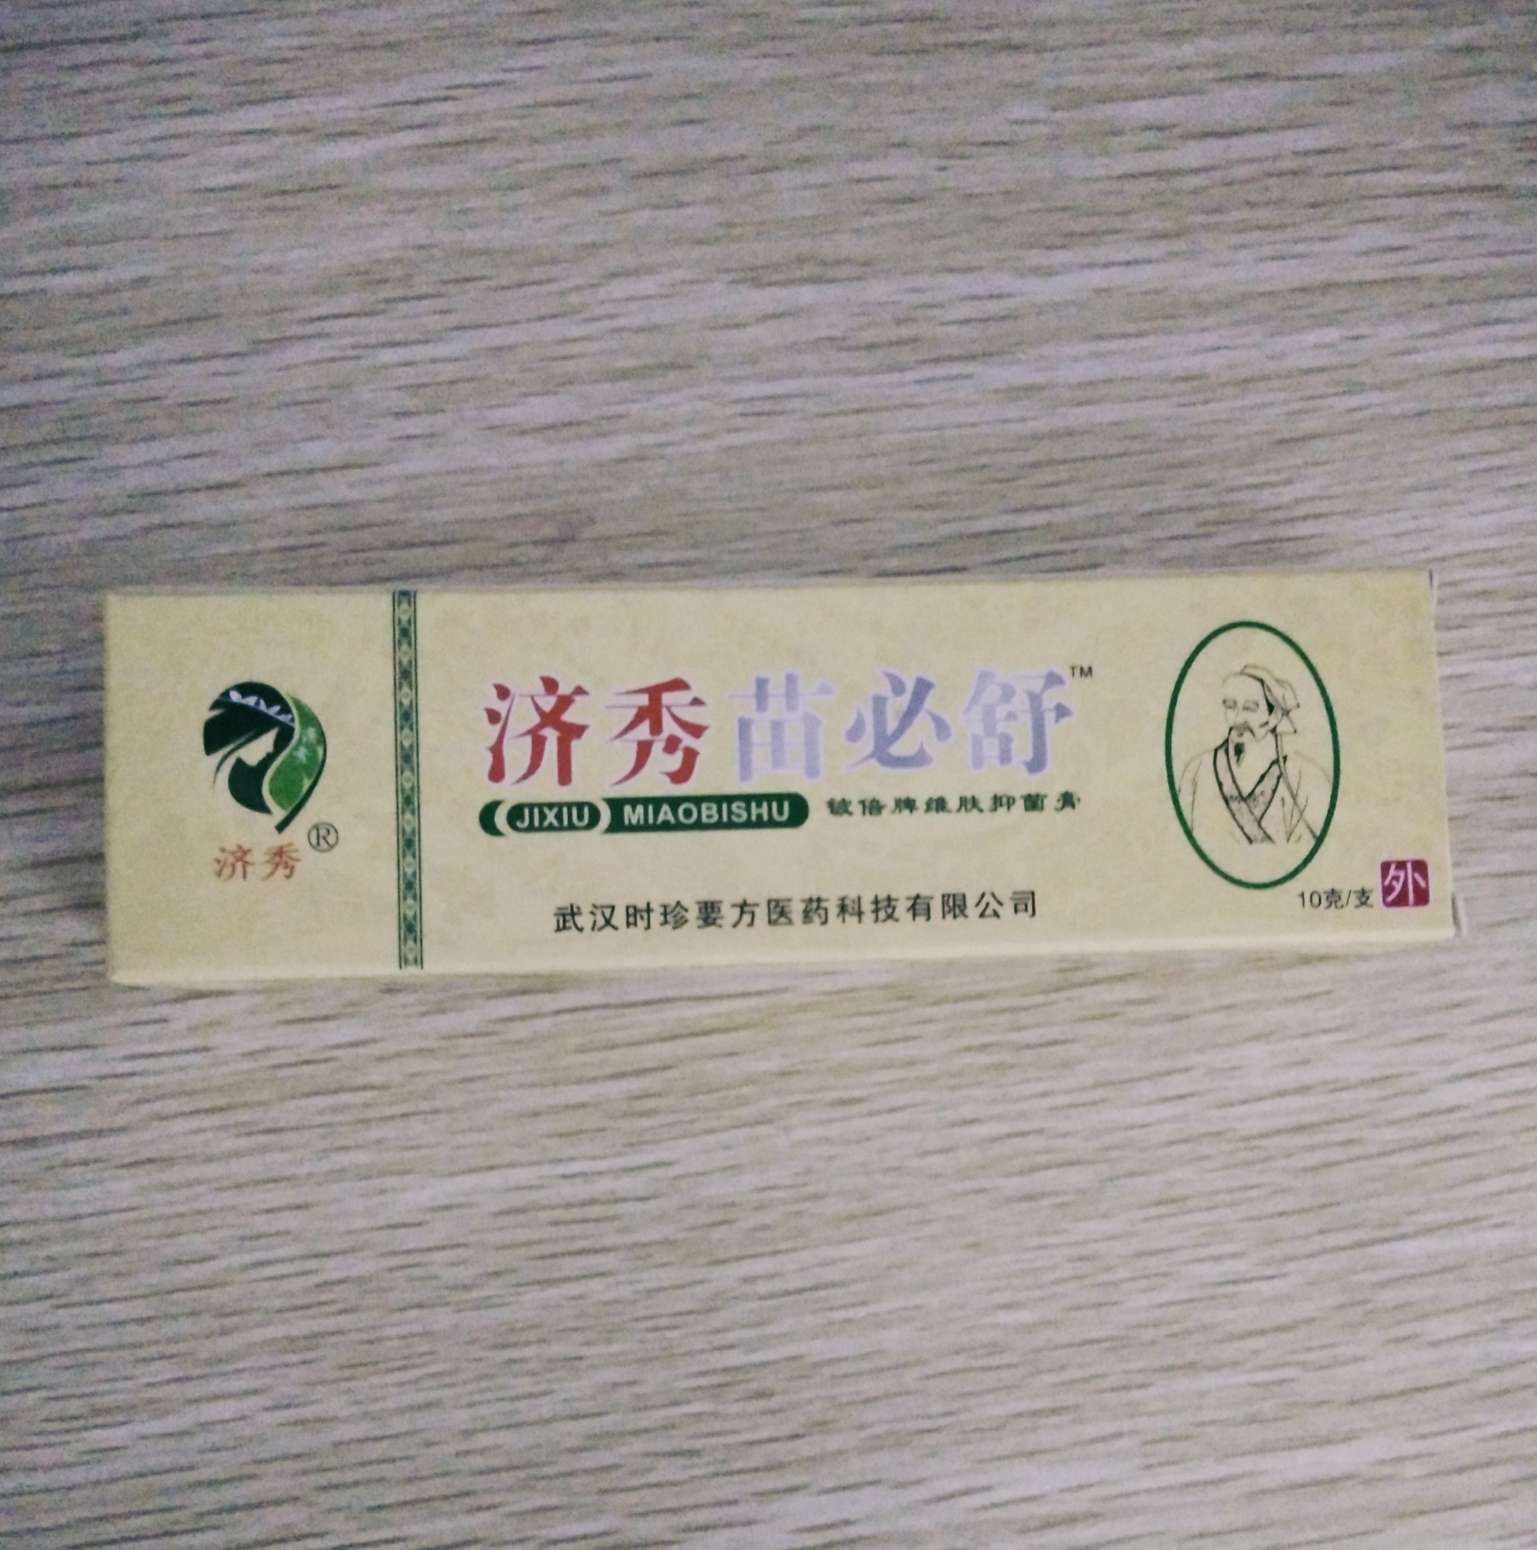 济秀®
济秀苗必舒™
JIXIU MIAOBISHU
铍倍牌维肤抑菌膏
武汉时珍要方医药科技有限公司
10克/支
外